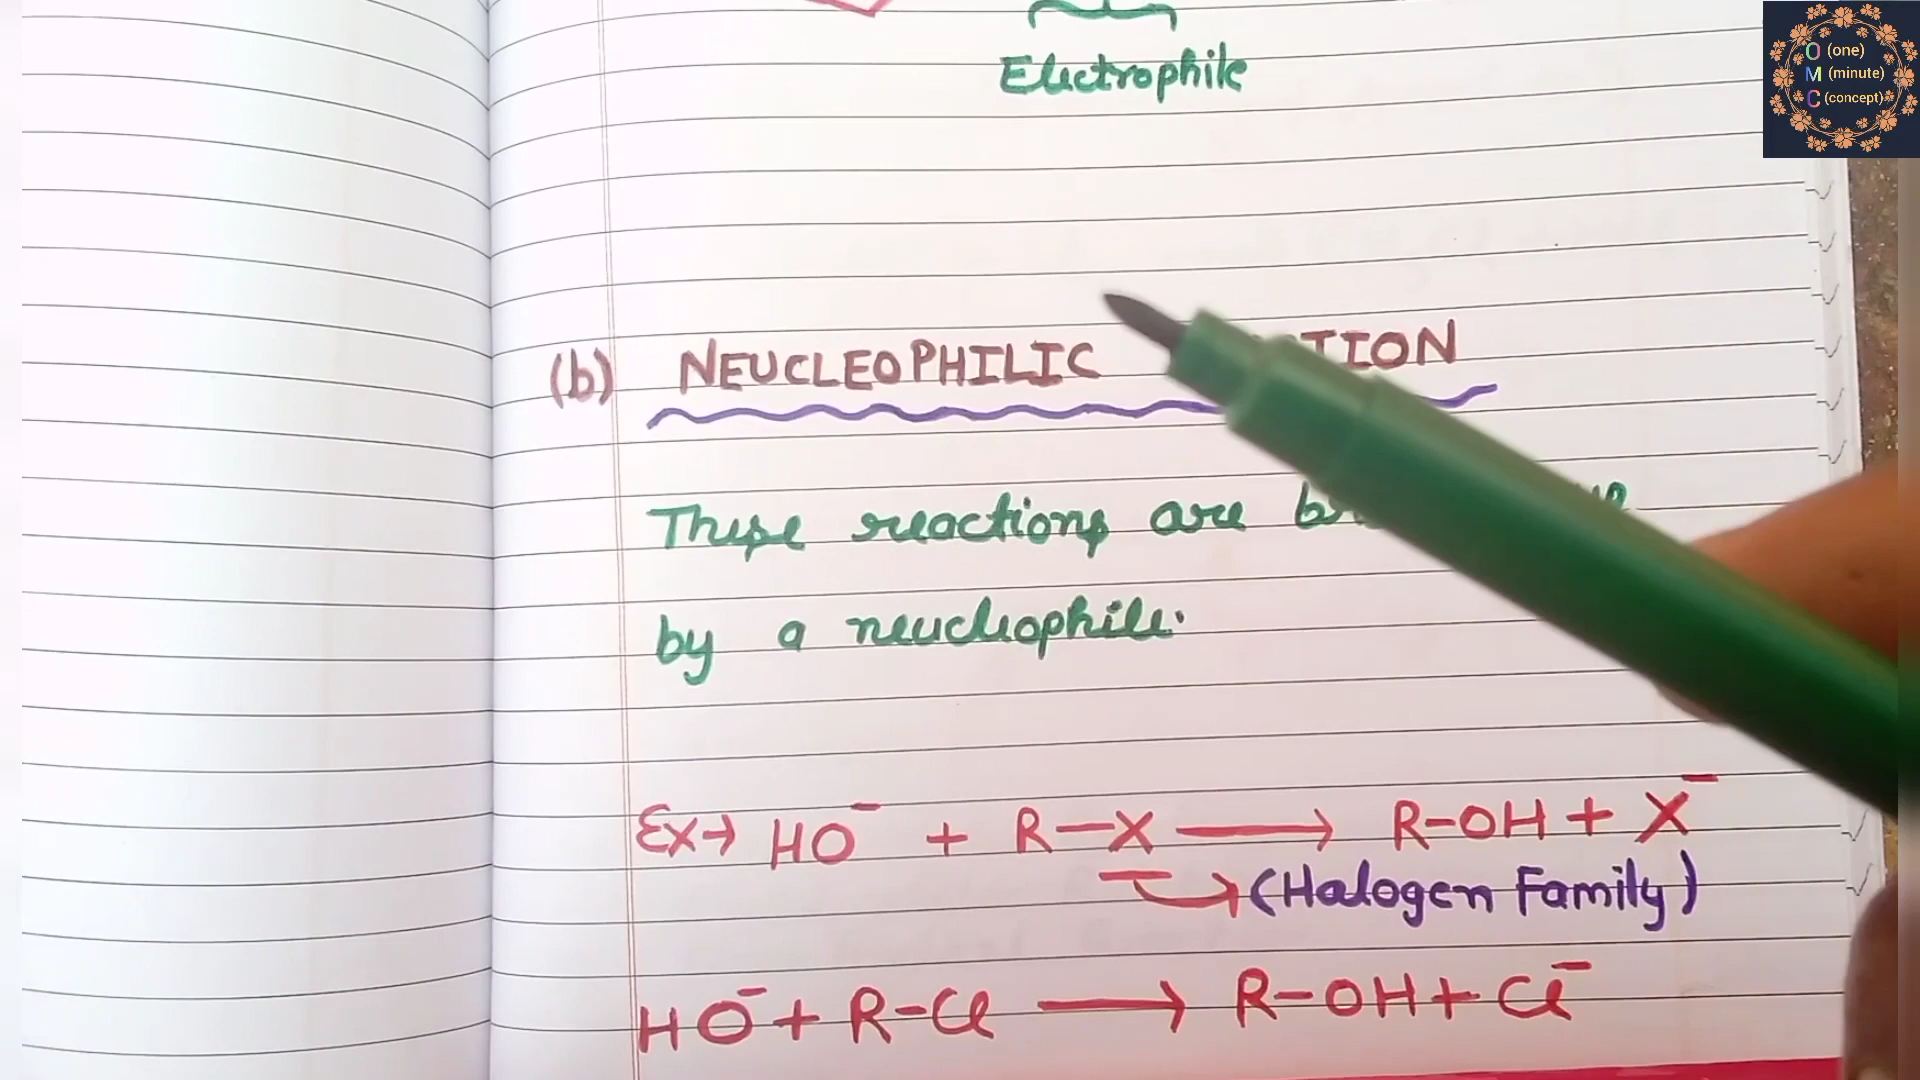 Electrophile
O (one)
M (minute)
C (concept)
(b) NEUCLEOPHILIC
These reactions are
by a neucleophile.
Ex→ HO⁻ + R—X ⟶ R-OH + X⁻
(Halogen Family)
HO⁻ + R-Cl ⟶ R-OH + Cl⁻